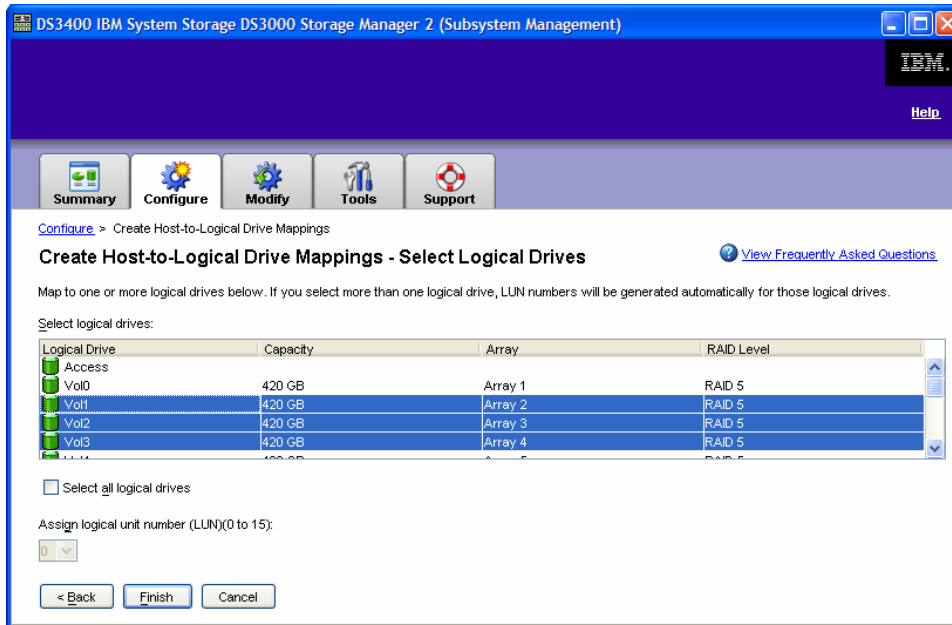 DS3400 IBM System Storage DS3000 Storage Manager 2 (Subsystem Management)
IBM.
Help
Summary Configure Modify Tools Support
Configure > Create Host-to-Logical Drive Mappings
Create Host-to-Logical Drive Mappings - Select Logical Drives
View Frequently Asked Questions
Map to one or more logical drives below. If you select more than one logical drive, LUN numbers will be generated automatically for those logical drives.
Select logical drives:
Logical Drive Capacity Array RAID Level
Access
Vol0 420 GB Array 1 RAID 5
Vol1 420 GB Array 2 RAID 5
Vol2 420 GB Array 3 RAID 5
Vol3 420 GB Array 4 RAID 5
Select all logical drives
Assign logical unit number (LUN)(0 to 15):
0
< Back Finish Cancel